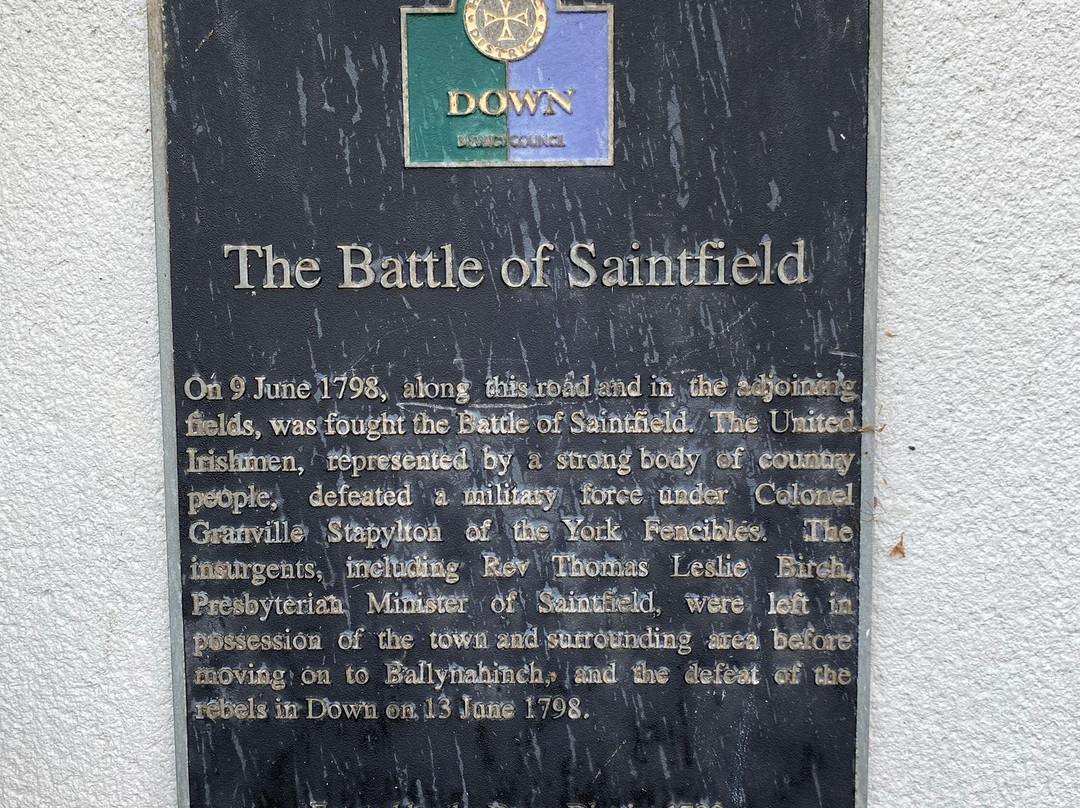 DISTRICT
DOWN
DISTRICT COUNCIL
The Battle of Saintfield
On 9 June 1798, along this road and in the adjoining
fields, was fought the Battle of Saintfield. The United
Irishmen, represented by a strong body of country
people, defeated a military force under Colonel
Granville Stapylton of the York Fencibles. The
insurgents, including Rev Thomas Leslie Birch,
Presbyterian Minister of Saintfield, were left in
possession of the town and surrounding area before
moving on to Ballynahinch, and the defeat of the
rebels in Down on 13 June 1798.